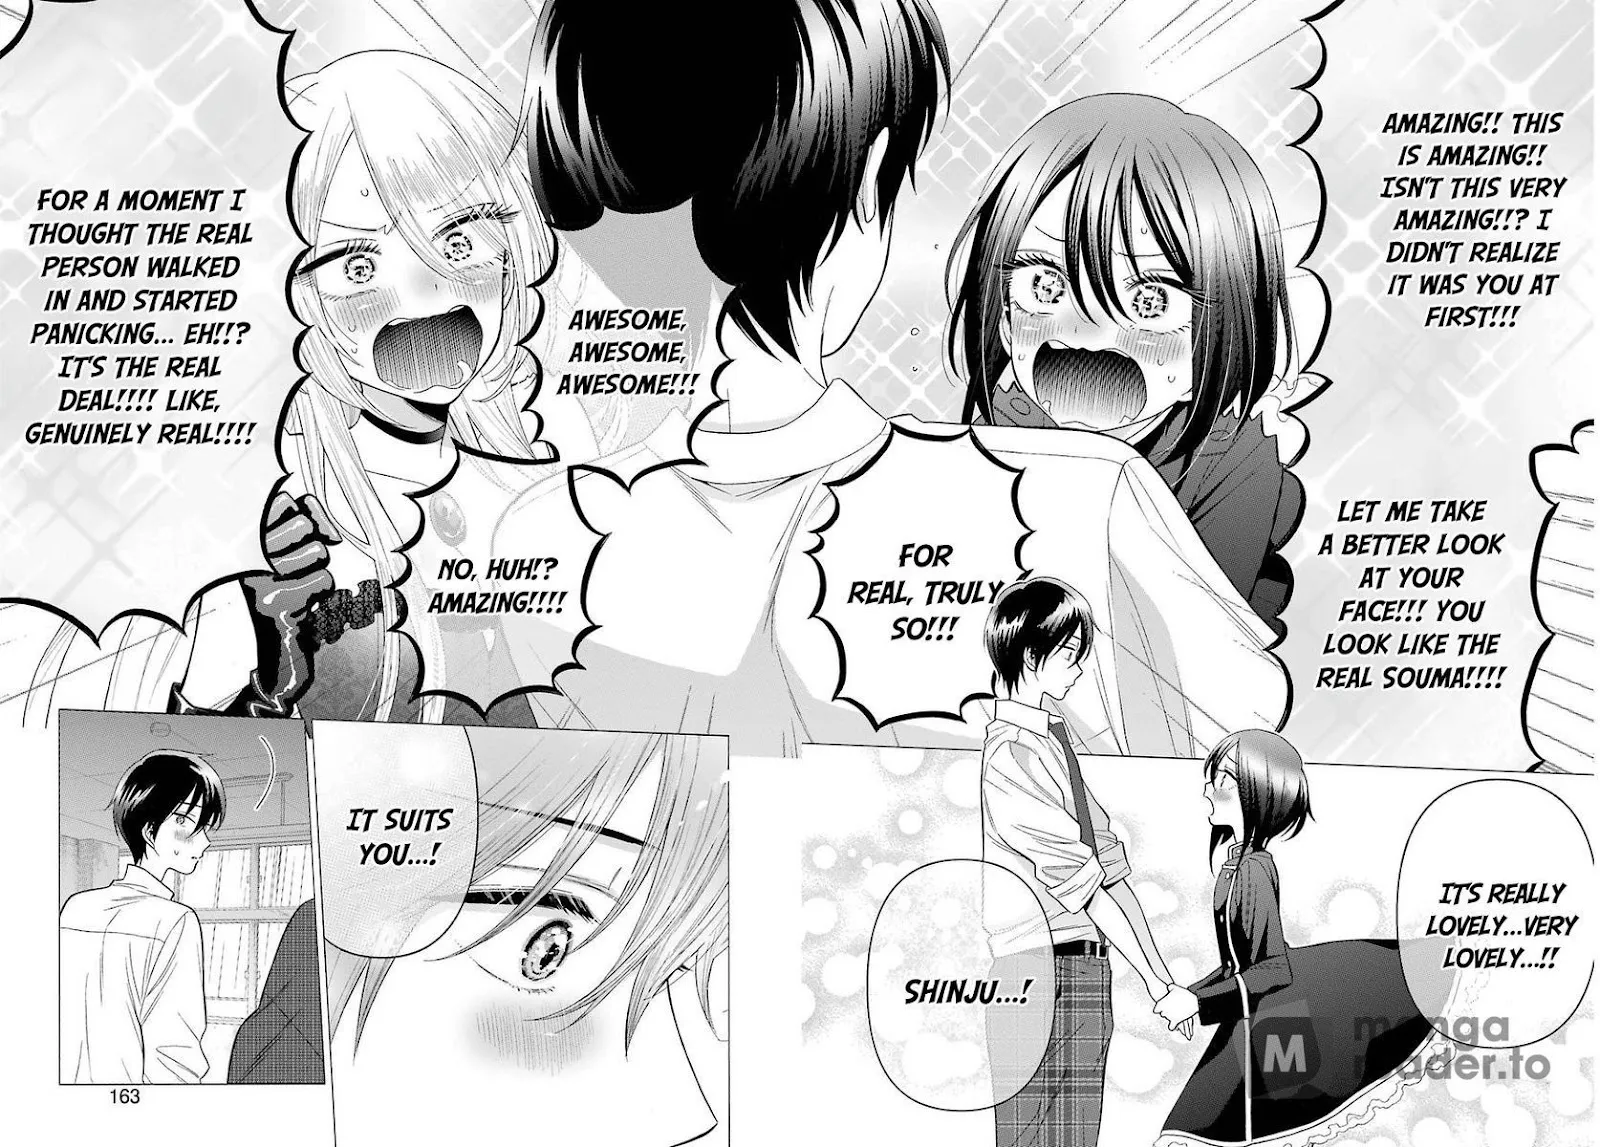 AMAZING!! THIS
IS AMAZING!!
ISN'T THIS VERY
AMAZING!!? I
DIDN'T REALIZE
IT WAS YOU AT
FIRST!!!
LET ME TAKE
A BETTER LOOK
AT YOUR
FACE!!! YOU
LOOK LIKE THE
REAL SOUMA!!!!
FOR
REAL, TRULY
SO!!!
AWESOME,
AWESOME,
AWESOME!!!
NO, HUH!?
AMAZING!!!!
FOR A MOMENT I
THOUGHT THE REAL
PERSON WALKED
IN AND STARTED
PANICKING... EH!!?
IT'S THE REAL
DEAL!!!! LIKE,
GENUINELY REAL!!!!
IT'S REALLY
LOVELY...VERY
LOVELY...!!
SHINJU...!
IT SUITS
YOU...!
163
M
manga
reader.to